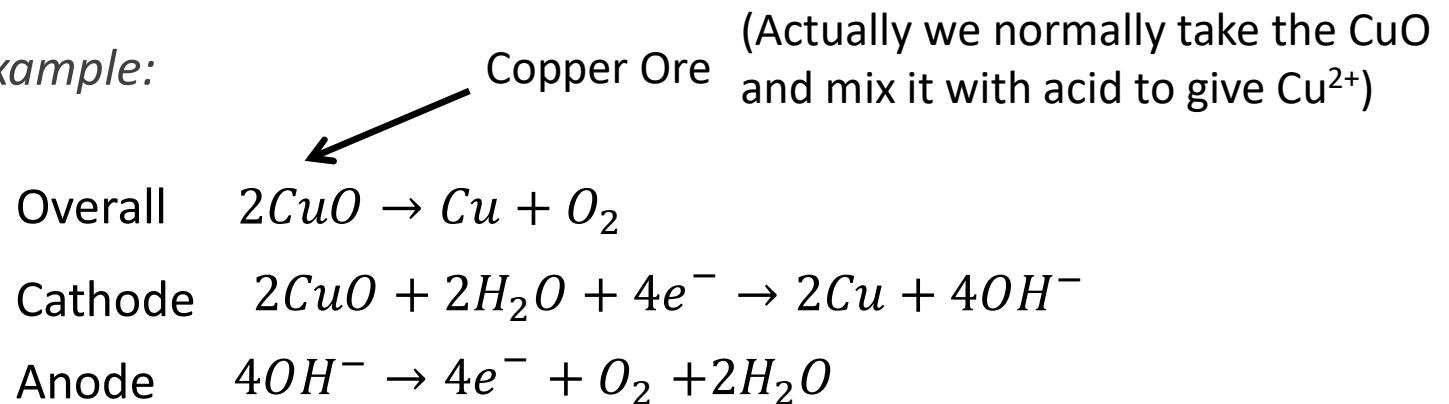 xample:
Copper Ore
(Actually we normally take the CuO
and mix it with acid to give Cu²⁺)
Overall 2CuO → Cu + O₂
Cathode 2CuO + 2H₂O + 4e⁻ → 2Cu + 4OH⁻
Anode 4OH⁻ → 4e⁻ + O₂ +2H₂O